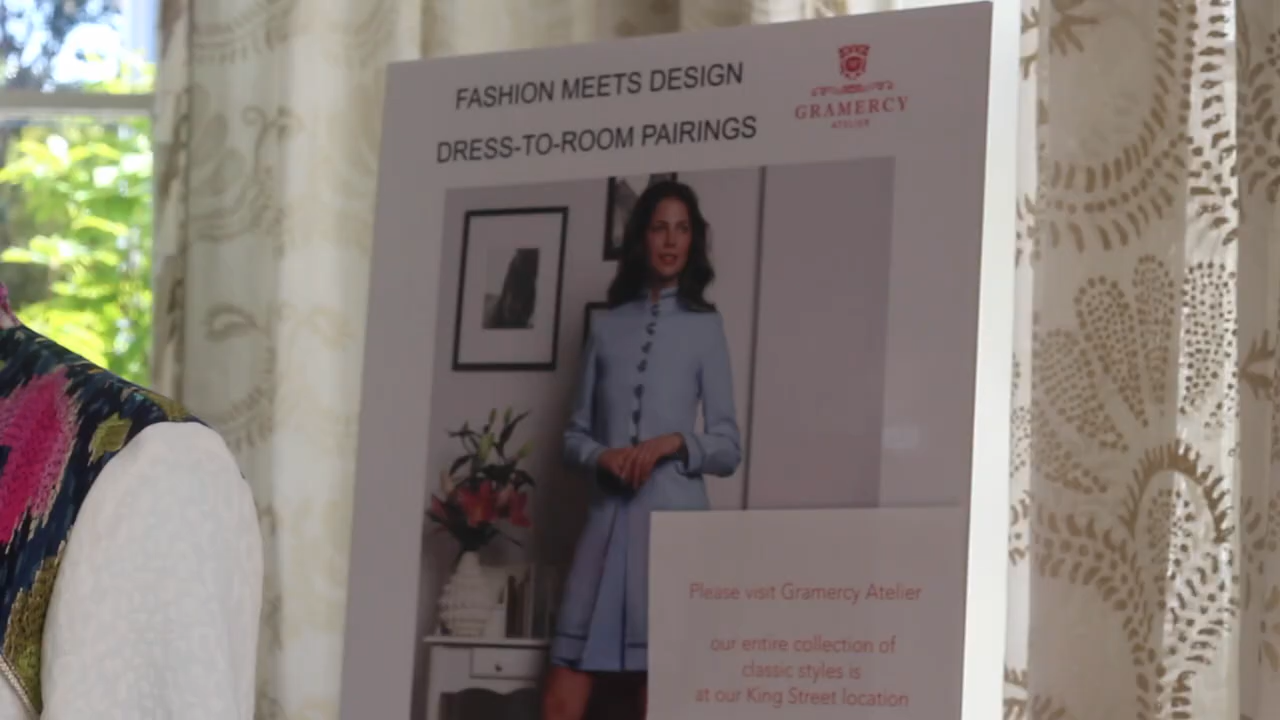 FASHION MEETS DESIGN
DRESS-TO-ROOM PAIRINGS
GRAMERCY
ATELIER
Please visit Gramercy Atelier
our entire collection of
classic styles is
at our King Street location